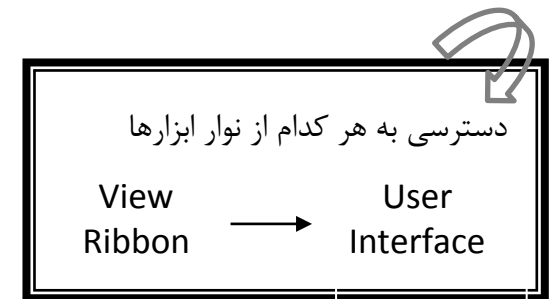 دسترسی به هر کدام از نوار ابزارها
View Ribbon
User Interface